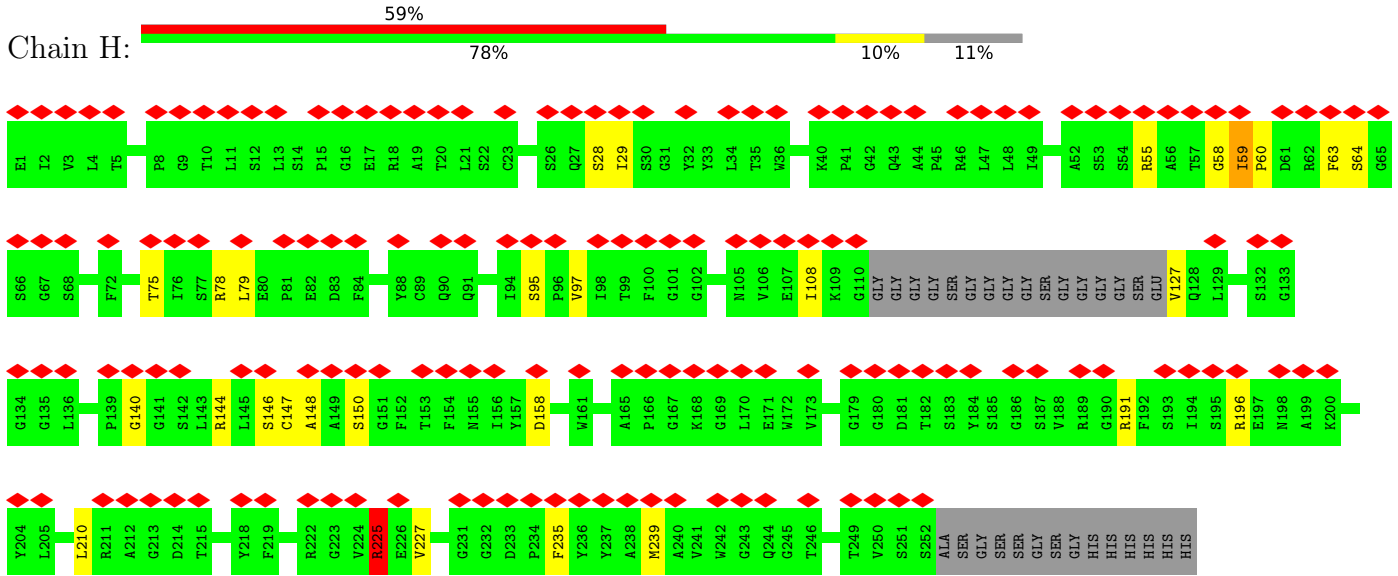 59%
Chain H:
78% 10% 11%
E1 I2 V3 L4 T5 P8 G9 T10 L11 S12 L13 S14 P15 G16 E17 R18 A19 T20 L21 S22 C23 S26 Q27 S28 I29 S30 G31 Y32 Y33 L34 T35 W36 K40 P41 G42 Q43 A44 P45 R46 L47 L48 I49 A52 S53 S54 R55 A56 T57 G58 I59 P60 D61 R62 F63 S64 G65
S66 G67 S68 F72 T75 I76 S77 R78 L79 E80 P81 E82 D83 F84 Y88 C89 Q90 Q91 I94 S95 P96 V97 I98 T99 F100 G101 G102 N105 V106 E107 I108 K109 G110 GLY GLY GLY GLY SER GLY GLY GLY GLY SER GLY GLY GLY GLY SER GLU V127 Q128 L129 S132 G133
G134 G135 L136 P139 G140 G141 S142 L143 R144 L145 S146 C147 A148 A149 S150 G151 F152 T153 F154 N155 I156 Y157 D158 W161 A165 P166 G167 K168 G169 L170 E171 W172 V173 G179 G180 D181 T182 S183 Y184 S185 G186 S187 V188 R189 G190 R191 F192 S193 I194 S195 R196 E197 N198 A199 K200
Y204 L205 L210 R211 A212 G213 D214 T215 Y218 F219 R222 G223 V224 R225 E226 V227 G231 G232 D233 P234 F235 Y236 Y237 A238 M239 A240 V241 W242 G243 Q244 G245 T246 T249 V250 S251 S252 ALA SER GLY SER SER GLY SER GLY HIS HIS HIS HIS HIS HIS